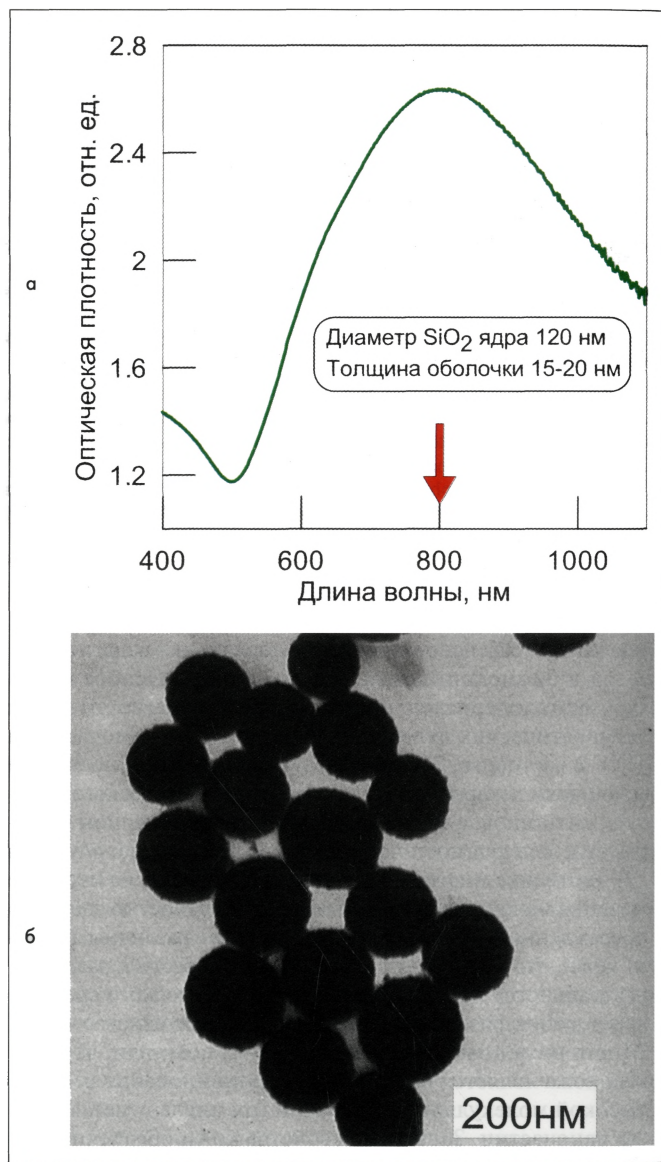 а
Оптическая плотность, отн. ед.
2.8
2.4
2
1.6
1.2
Диаметр SiO2 ядра 120 нм
Толщина оболочки 15-20 нм
400
600
800
1000
Длина волны, нм
б
200нм